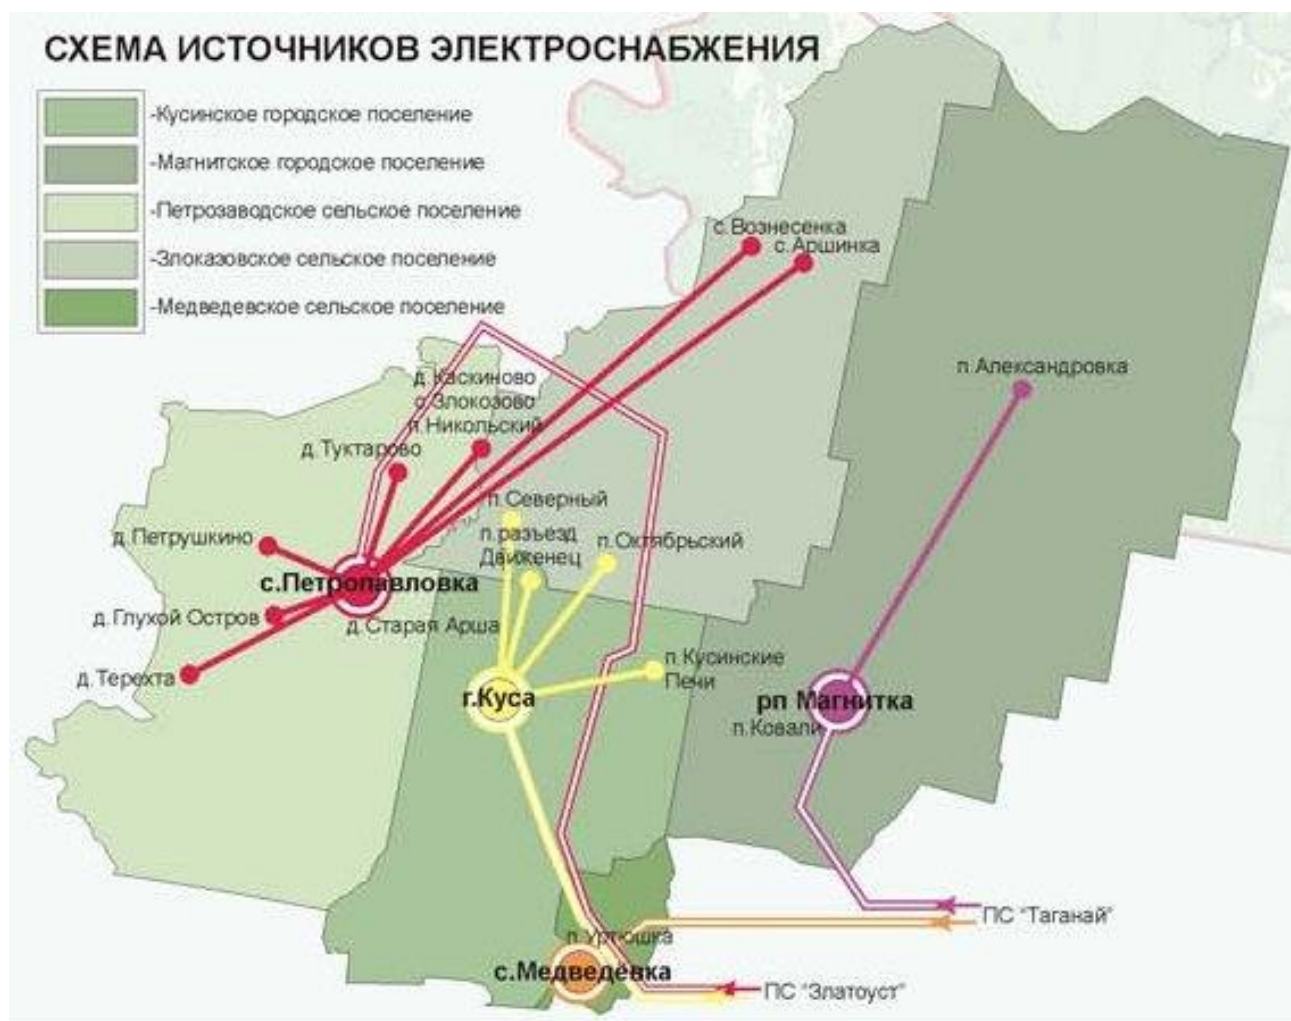 СХЕМА ИСТОЧНИКОВ ЭЛЕКТРОСНАБЖЕНИЯ
-Кусинское городское поселение
-Магнитское городское поселение
-Петрозаводское сельское поселение
-Злоказовское сельское поселение
-Медведевское сельское поселение
с.Вознесенка
с.Аршинка
п.Александровка
д.Каскиново
с.Злокозово
п.Никольский
д.Туктарово
п.Северный
п.разъезд
Движенец
п.Октябрьский
д.Петрушкино
с.Петропавловка
д.Глухой Остров
д.Старая Арша
д.Терехта
п.Кусинские
Печи
г.Куса
рп Магнитка
п.Ковали
ПС "Таганай"
п.Уртюшка
с.Медведёвка
ПС "Златоуст"